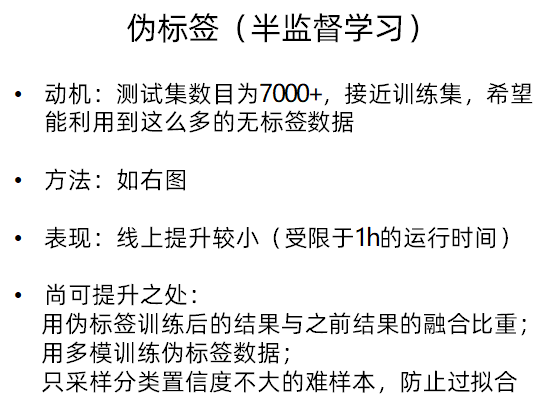 伪标签（半监督学习）
• 动机：测试集数目为7000+，接近训练集，希望
能利用到这么多的无标签数据
• 方法：如右图
• 表现：线上提升较小（受限于1h的运行时间）
• 尚可提升之处：
用伪标签训练后的结果与之前结果的融合比重；
用多模训练伪标签数据；
只采样分类置信度不大的难样本，防止过拟合